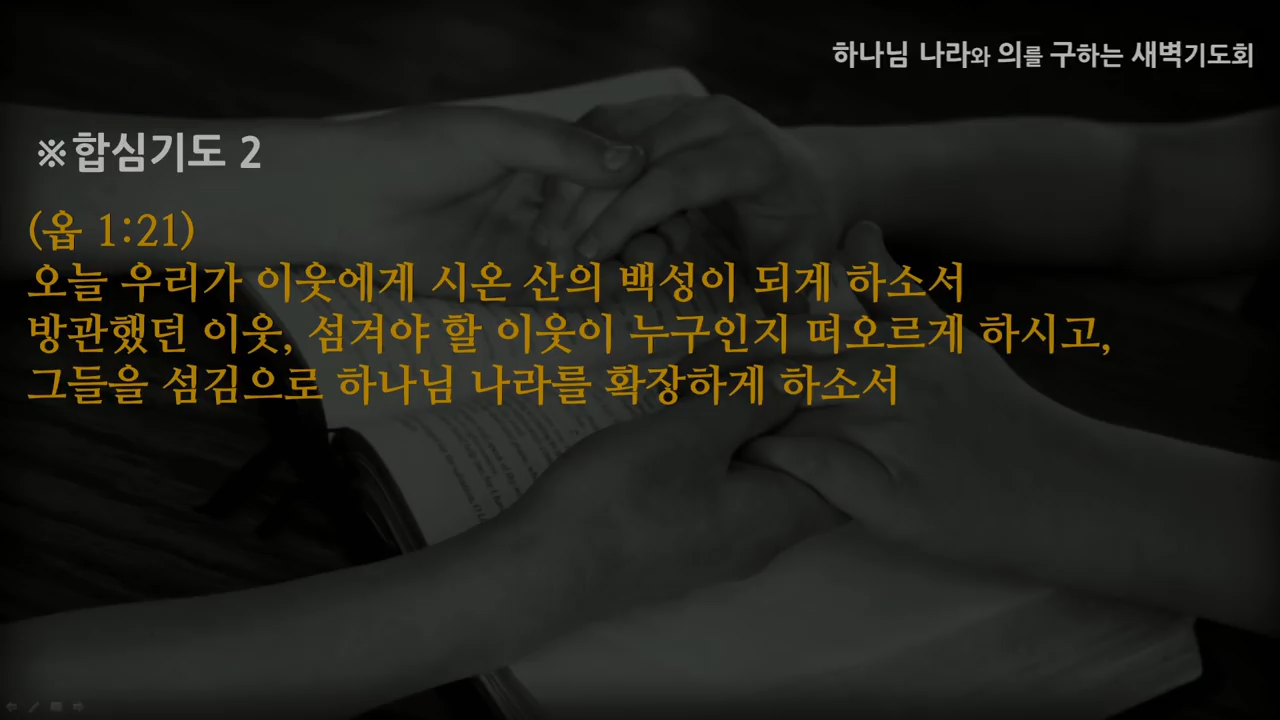 하나님 나라와 의를 구하는 새벽기도회
※합심기도 2
(옵 1:21)
오늘 우리가 이웃에게 시온 산의 백성이 되게 하소서
방관했던 이웃, 섬겨야 할 이웃이 누구인지 떠오르게 하시고,
그들을 섬김으로 하나님 나라를 확장하게 하소서